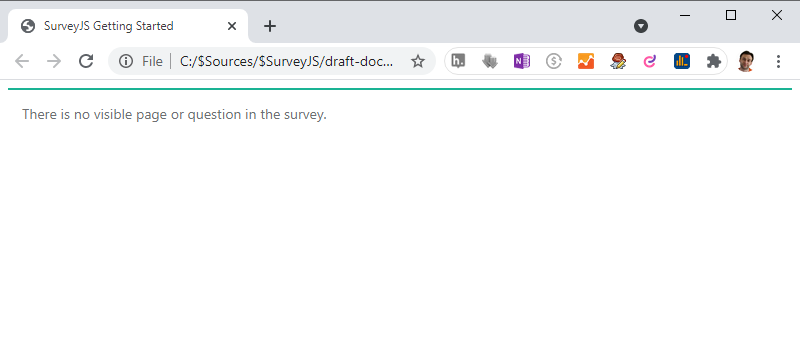 SurveyJS Getting Started
File
C:/$Sources/$SurveyJS/draft-doc...
There is no visible page or question in the survey.